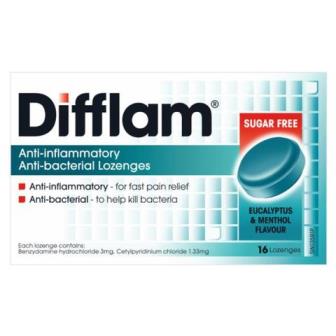 Difflam®
SUGAR FREE
Anti-inflammatory
Anti-bacterial Lozenges
Anti-inflammatory - for fast pain relief
Anti-bacterial - to help kill bacteria
EUCALYPTUS
& MENTHOL
FLAVOUR
Each lozenge contains:
Benzydamine hydrochloride 3mg, Cetylpyridinium chloride 1.33mg
16 Lozenges